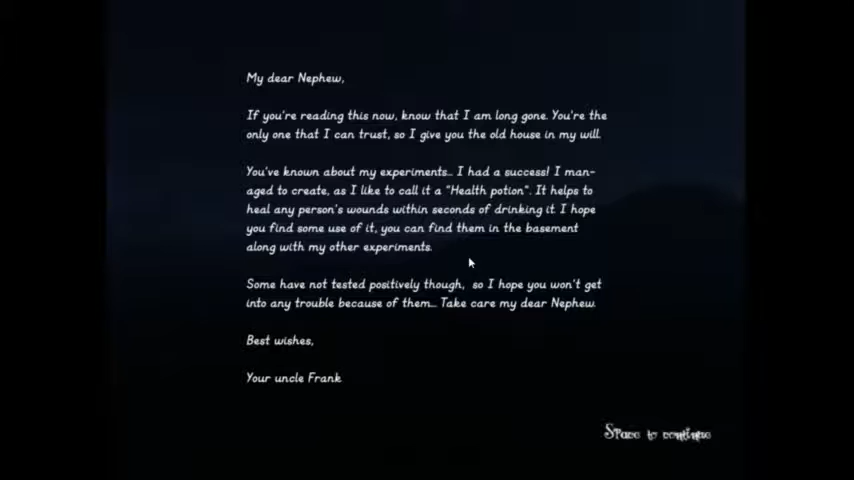 My dear Nephew,
If you're reading this now, know that I am long gone. You're the
only one that I can trust, so I give you the old house in my will.
You've known about my experiments... I had a success! I man-
aged to create, as I like to call it a "Health potion". It helps to
heal any person's wounds within seconds of drinking it. I hope
you find some use of it, you can find them in the basement
along with my other experiments.
Some have not tested positively though, so I hope you won't get
into any trouble because of them... Take care my dear Nephew.
Best wishes,
Your uncle Frank
Space to continue